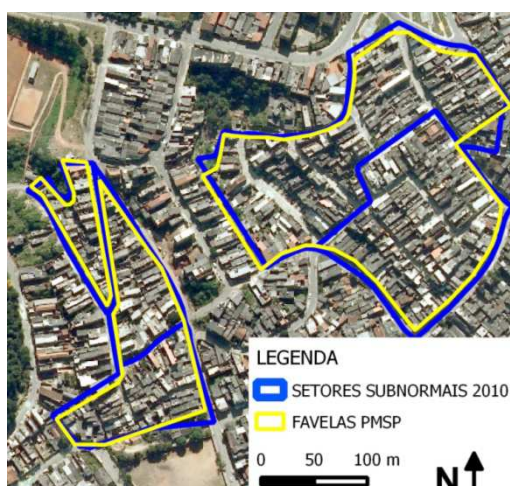 LEGENDA
SETORES SUBNORMAIS 2010
FAVELAS PMSP
0 50 100 m
N